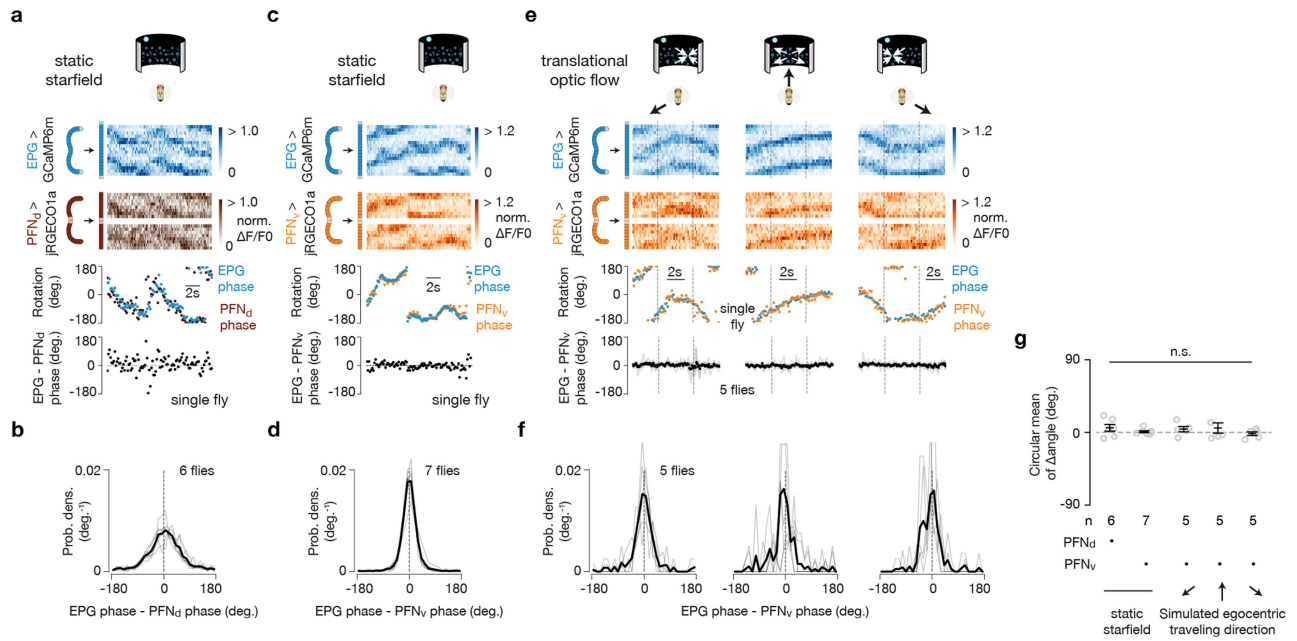 a
static
starfield
EPG >
GCaMP6m
> 1.0
0
PFNd >
jRGECO1a
> 1.0
0
norm.
ΔF/F0
Rotation
(deg.)
180
0
-180
2s
EPG
phase
PFNd
phase
EPG - PFNd
phase (deg.)
180
0
-180
single fly
b
6 flies
Prob. dens.
(deg.-1)
0.02
0
-180
0
180
EPG phase - PFNd phase (deg.)
c
static
starfield
EPG >
GCaMP6m
> 1.2
0
PFNv >
jRGECO1a
> 1.2
0
norm.
ΔF/F0
Rotation
(deg.)
180
0
-180
2s
EPG
phase
PFNv
phase
EPG - PFNv
phase (deg.)
180
0
-180
single fly
d
7 flies
Prob. dens.
(deg.-1)
0.02
0
-180
0
180
EPG phase - PFNv phase (deg.)
e
translational
optic flow
EPG >
GCaMP6m
> 1.2
0
PFNv >
jRGECO1a
> 1.2
0
norm.
ΔF/F0
Rotation
(deg.)
180
0
-180
2s
2s
2s
single
fly
EPG
phase
PFNv
phase
EPG - PFNv
phase (deg.)
180
0
-180
5 flies
f
5 flies
Prob. dens.
(deg.-1)
0.02
0
-180
0
180
-180
0
180
-180
0
180
EPG phase - PFNv phase (deg.)
g
n.s.
Circular mean
of Δangle (deg.)
90
0
-90
n 6 7 5 5 5
PFNd
PFNv
static
starfield
Simulated egocentric
traveling direction